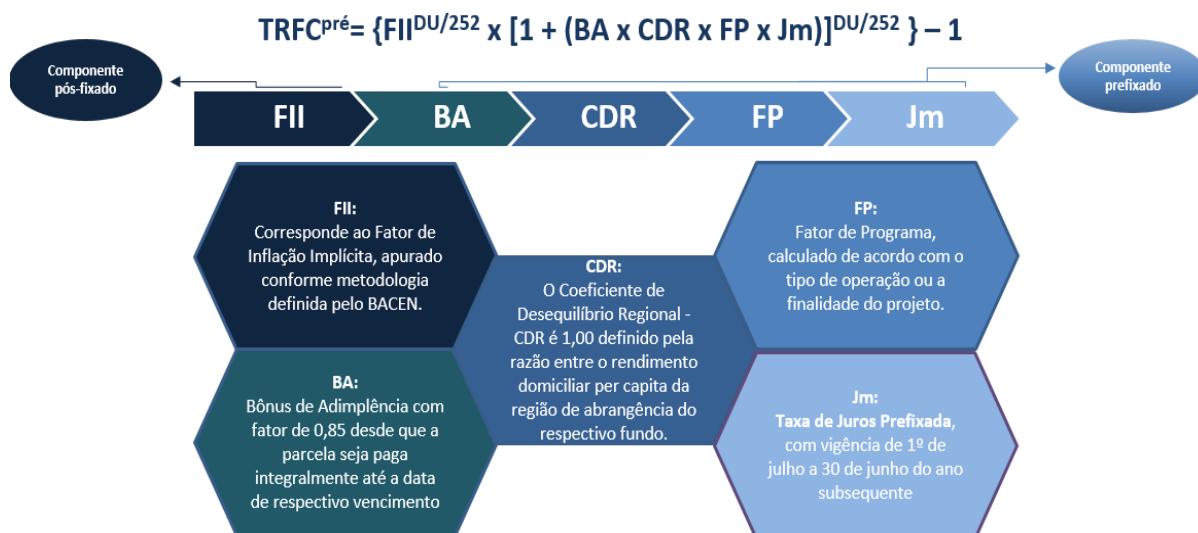 TRFCpré= {FIIDU/252 x [1 + (BA x CDR x FP x Jm)]DU/252 } – 1
Componente
pós-fixado
Componente
prefixado
FII
BA
CDR
FP
Jm
FII:
Corresponde ao Fator de
Inflação Implícita, apurado
conforme metodologia
definida pelo BACEN.
BA:
Bônus de Adimplência com
fator de 0,85 desde que a
parcela seja paga
integralmente até a data
de respectivo vencimento
CDR:
O Coeficiente de
Desequilíbrio Regional -
CDR é 1,00 definido pela
razão entre o rendimento
domiciliar per capita da
região de abrangência do
respectivo fundo.
FP:
Fator de Programa,
calculado de acordo com o
tipo de operação ou a
finalidade do projeto.
Jm:
Taxa de Juros Prefixada,
com vigência de 1º de
julho a 30 de junho do ano
subsequente